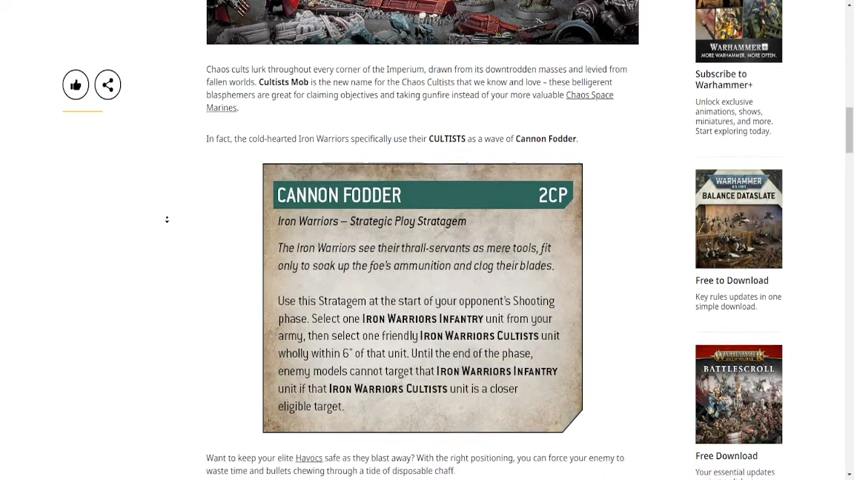 Chaos cults lurk throughout every corner of the Imperium, drawn from its downtrodden masses and levied from
fallen worlds. Cultists Mob is the new name for the Chaos Cultists that we know and love – these belligerent
blasphemers are great for claiming objectives and taking gunfire instead of your more valuable Chaos Space
Marines.
In fact, the cold-hearted Iron Warriors specifically use their CULTISTS as a wave of Cannon Fodder.
CANNON FODDER 2CP
Iron Warriors – Strategic Ploy Stratagem
The Iron Warriors see their thrall-servants as mere tools, fit
only to soak up the foe's ammunition and clog their blades.
Use this Stratagem at the start of your opponent's Shooting
phase. Select one IRON WARRIORS INFANTRY unit from your
army, then select one friendly IRON WARRIORS CULTISTS unit
wholly within 6" of that unit. Until the end of the phase,
enemy models cannot target that IRON WARRIORS INFANTRY
unit if that IRON WARRIORS CULTISTS unit is a closer
eligible target.
Want to keep your elite Havocs safe as they blast away? With the right positioning, you can force your enemy to
waste time and bullets chewing through a tide of disposable chaff.
WARHAMMER+
MORE WARHAMMER. MORE OFTEN.
Subscribe to
Warhammer+
Unlock exclusive
animations, shows,
miniatures, and more.
Start exploring today.
WARHAMMER
BALANCE DATASLATE
Free to Download
Key rules updates in one
simple download.
WARHAMMER
BATTLESCROLL
Free Download
Your essential updates